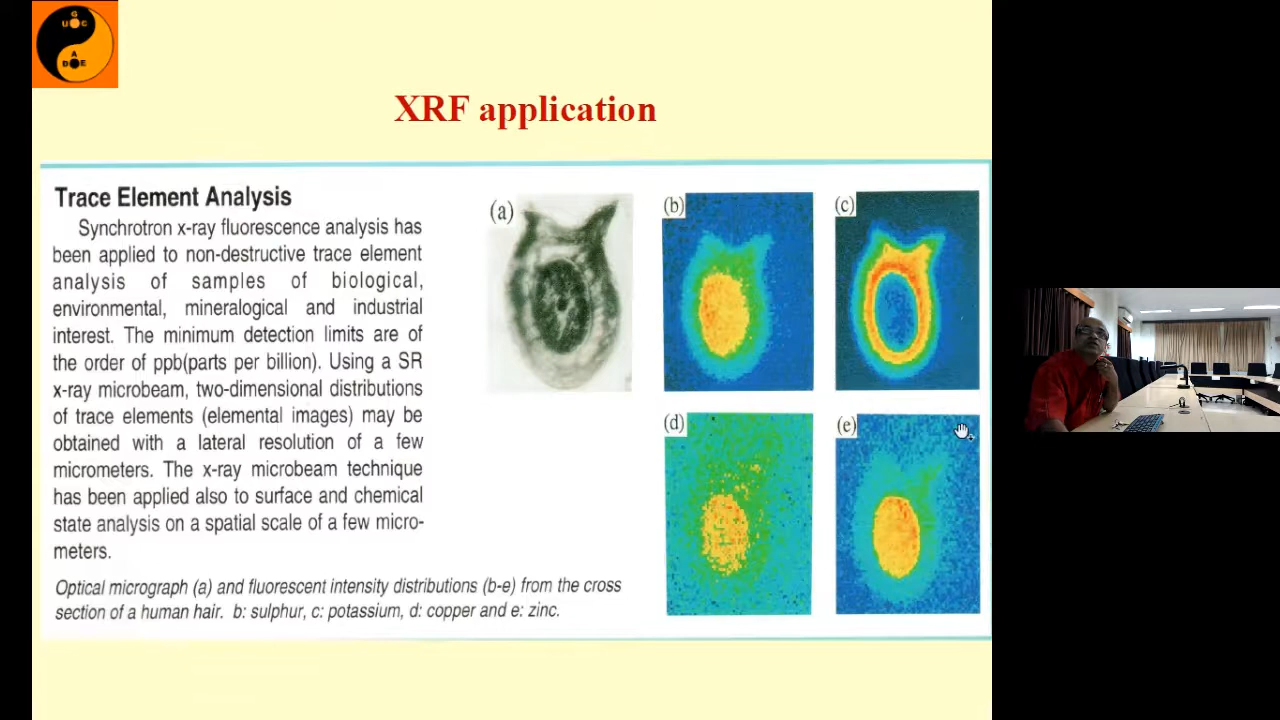 G
U G C
A
D E
XRF application
Trace Element Analysis
Synchrotron x-ray fluorescence analysis has
been applied to non-destructive trace element
analysis of samples of biological,
environmental, mineralogical and industrial
interest. The minimum detection limits are of
the order of ppb(parts per billion). Using a SR
x-ray microbeam, two-dimensional distributions
of trace elements (elemental images) may be
obtained with a lateral resolution of a few
micrometers. The x-ray microbeam technique
has been applied also to surface and chemical
state analysis on a spatial scale of a few micro-
meters.
(a)
(b)
(c)
(d)
(e)
Optical micrograph (a) and fluorescent intensity distributions (b-e) from the cross
section of a human hair. b: sulphur, c: potassium, d: copper and e: zinc.